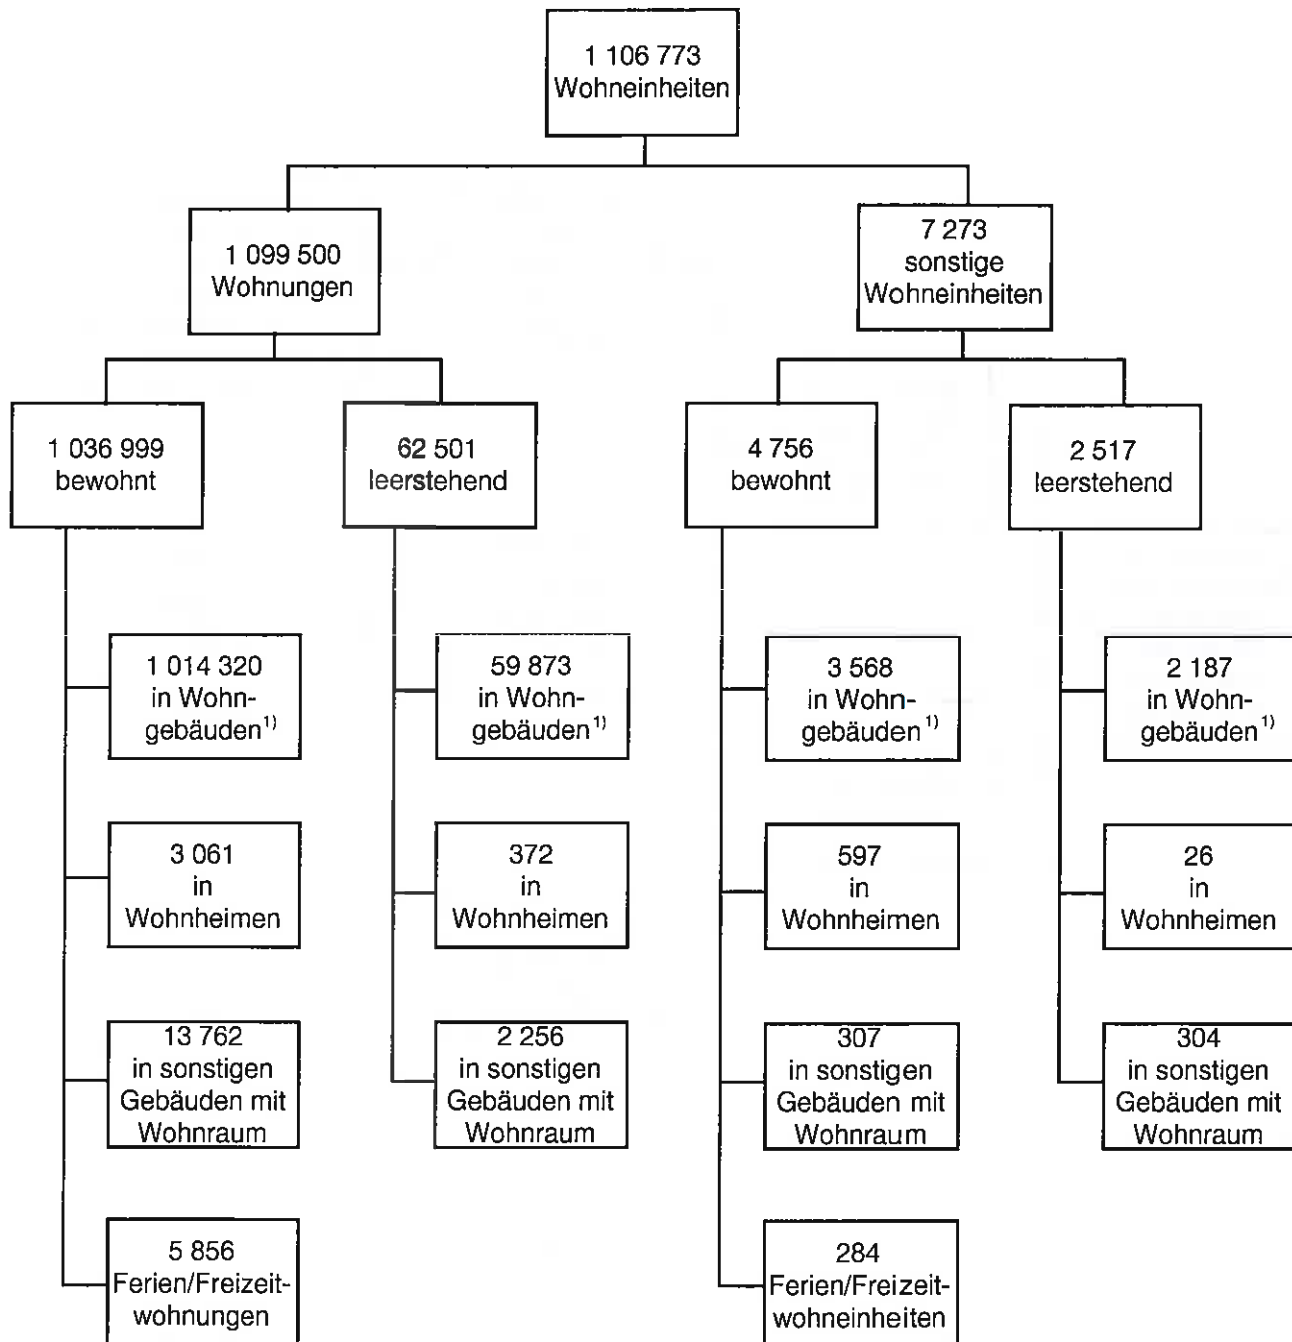 1 106 773
Wohneinheiten
1 099 500
Wohnungen
7 273
sonstige
Wohneinheiten
1 036 999
bewohnt
62 501
leerstehend
4 756
bewohnt
2 517
leerstehend
1 014 320
in Wohn-
gebäuden¹⁾
59 873
in Wohn-
gebäuden¹⁾
3 568
in Wohn-
gebäuden¹⁾
2 187
in Wohn-
gebäuden¹⁾
3 061
in
Wohnheimen
372
in
Wohnheimen
597
in
Wohnheimen
26
in
Wohnheimen
13 762
in sonstigen
Gebäuden mit
Wohnraum
2 256
in sonstigen
Gebäuden mit
Wohnraum
307
in sonstigen
Gebäuden mit
Wohnraum
304
in sonstigen
Gebäuden mit
Wohnraum
5 856
Ferien/Freizeit-
wohnungen
284
Ferien/Freizeit-
wohneinheiten